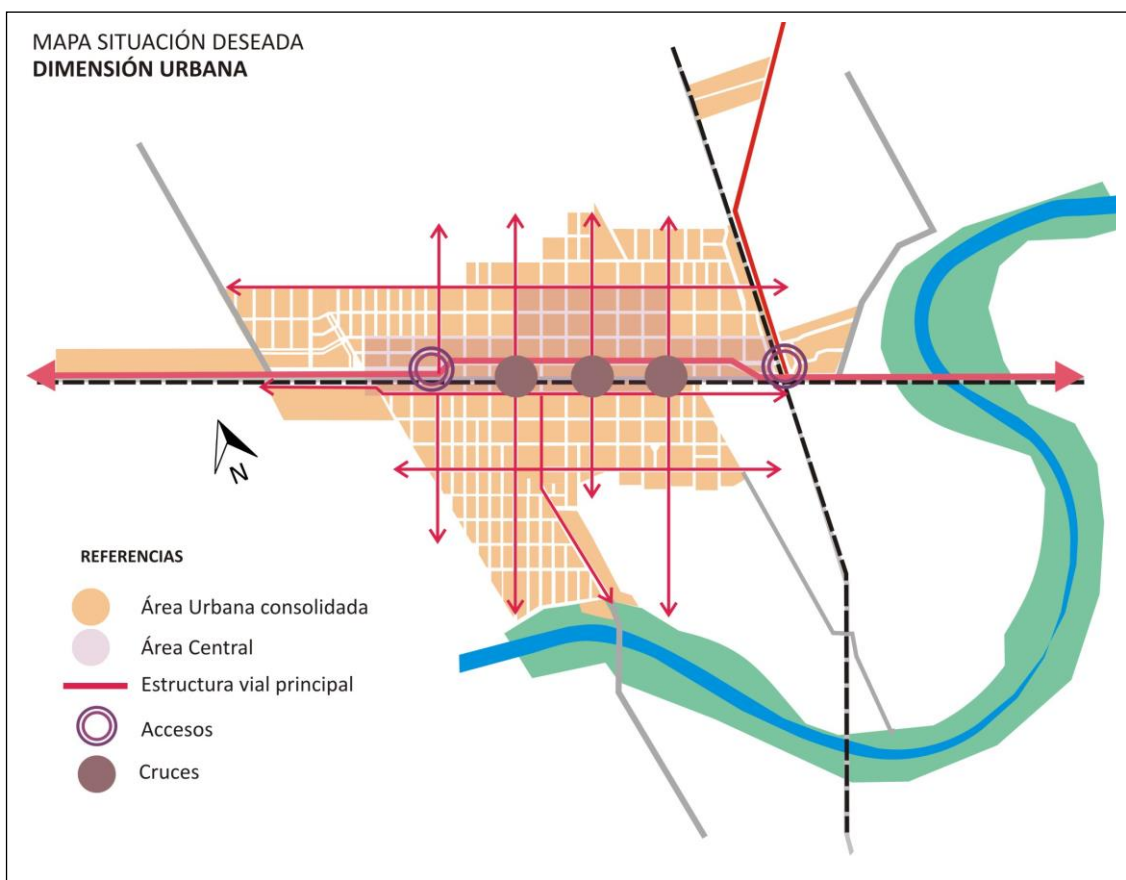 MAPA SITUACIÓN DESEADA
DIMENSIÓN URBANA
N
REFERENCIAS
Área Urbana consolidada
Área Central
Estructura vial principal
Accesos
Cruces